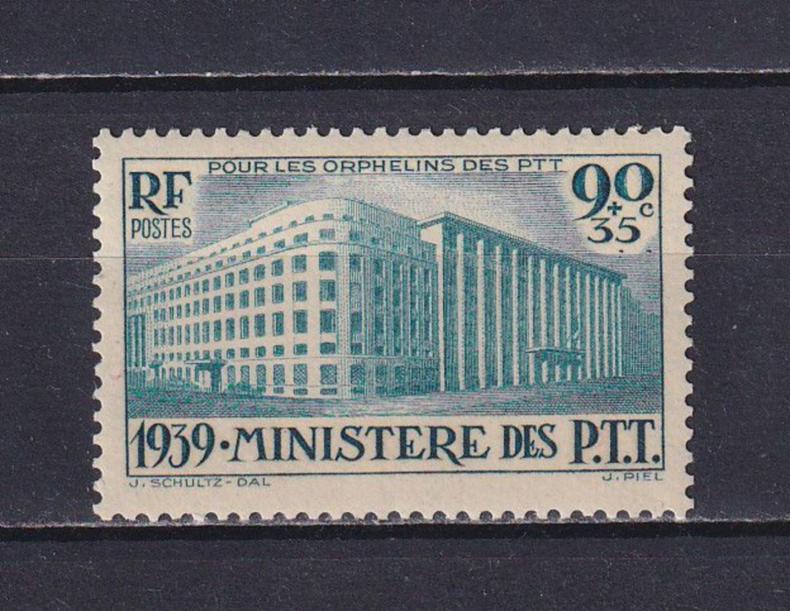 POUR LES ORPHELINS DES PTT
RF
POSTES
90
+
35c
1939 · MINISTERE DES P.T.T.
J. SCHULTZ-DAL
J. PIEL